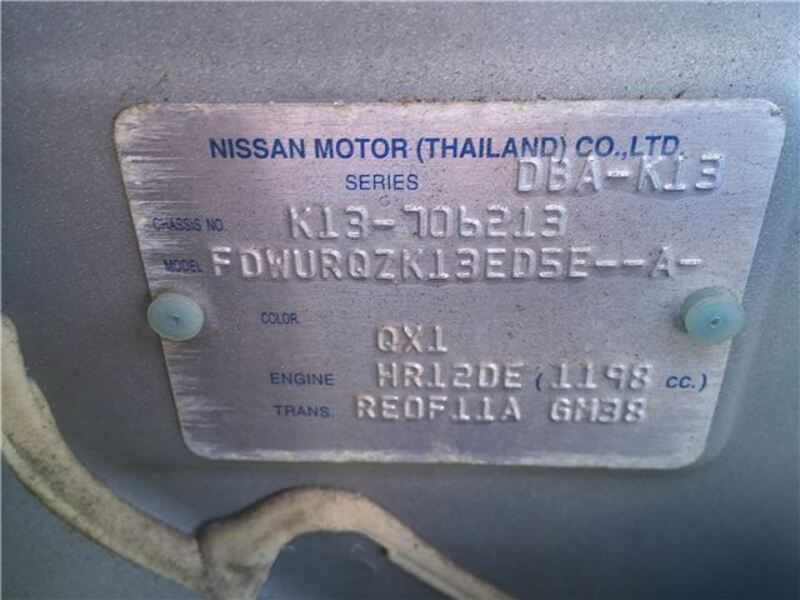 NISSAN MOTOR (THAILAND) CO.,LTD.
SERIES DBA-K13
CHASSIS NO. K13-706213
MODEL FDWURQZK13ED5E--A-
COLOR
QX1
ENGINE HR12DE (1198 CC.)
TRANS. RE0F11A GM38